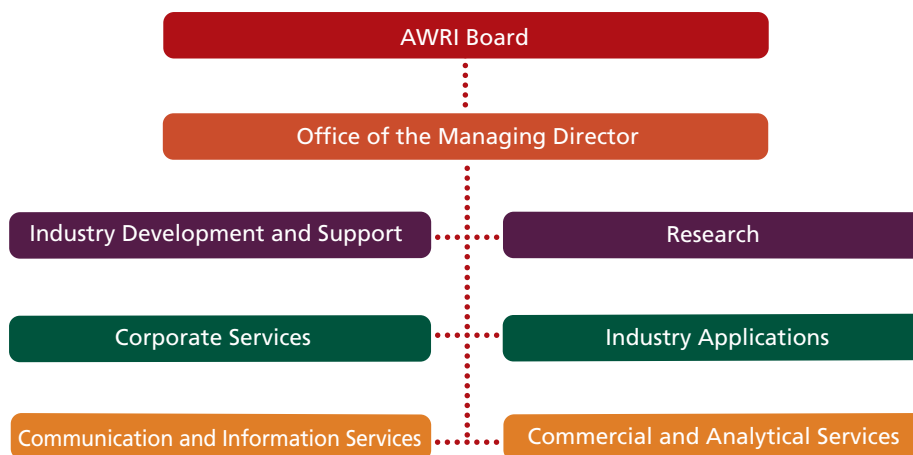 AWRI Board
Office of the Managing Director
Industry Development and Support
Research
Corporate Services
Industry Applications
Communication and Information Services
Commercial and Analytical Services